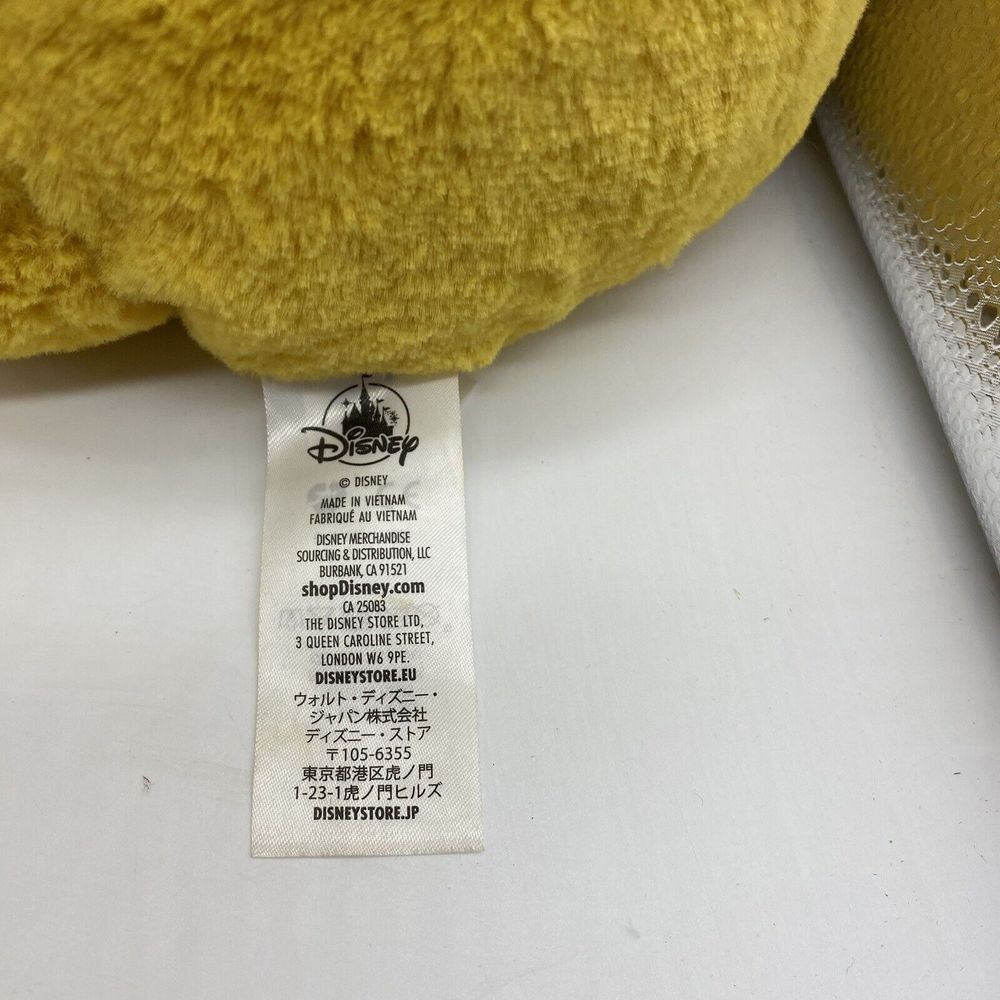 Disney
© DISNEY
MADE IN VIETNAM
FABRIQUÉ AU VIETNAM
DISNEY MERCHANDISE
SOURCING & DISTRIBUTION, LLC
BURBANK, CA 91521
shopDisney.com
CA 25083
THE DISNEY STORE LTD,
3 QUEEN CAROLINE STREET,
LONDON W6 9PE.
DISNEYSTORE.EU
ウォルト・ディズニー・
ジャパン株式会社
ディズニー・ストア
〒105-6355
東京都港区虎ノ門
1-23-1虎ノ門ヒルズ
DISNEYSTORE.JP